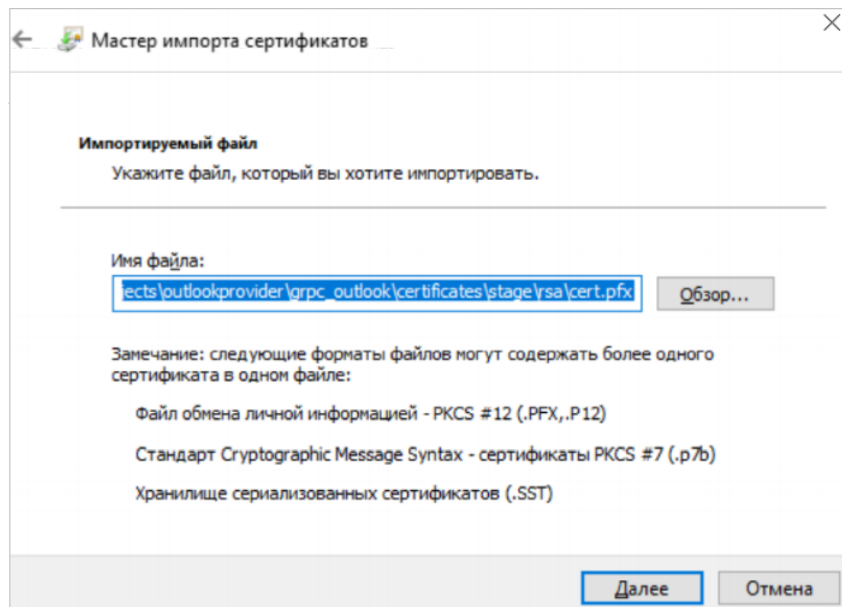 Мастер импорта сертификатов
Импортируемый файл
Укажите файл, который вы хотите импортировать.
Имя файла:
jects\outlookprovider\grpc_outlook\certificates\stage\rsa\cert.pfx
Обзор...
Замечание: следующие форматы файлов могут содержать более одного
сертификата в одном файле:
Файл обмена личной информацией - PKCS #12 (.PFX,.P12)
Стандарт Cryptographic Message Syntax - сертификаты PKCS #7 (.p7b)
Хранилище сериализованных сертификатов (.SST)
Далее
Отмена